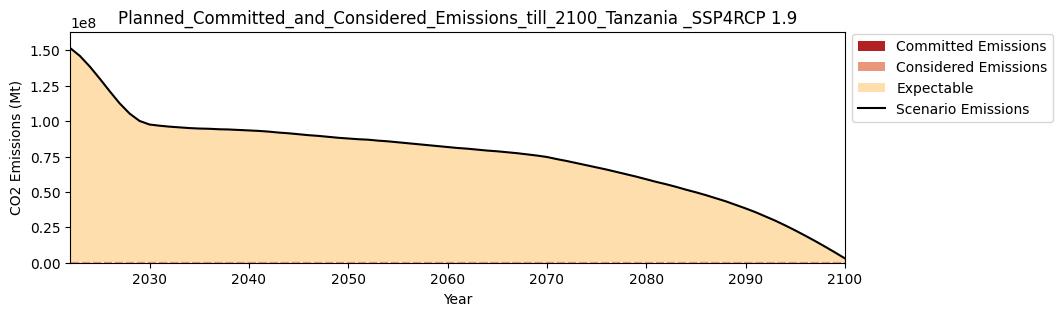 Planned_Committed_and_Considered_Emissions_till_2100_Tanzania _SSP4RCP 1.9
1e8
1.50
1.25
1.00
0.75
0.50
0.25
0.00
CO2 Emissions (Mt)
2030 2040 2050 2060 2070 2080 2090 2100
Year
Committed Emissions
Considered Emissions
Expectable
Scenario Emissions